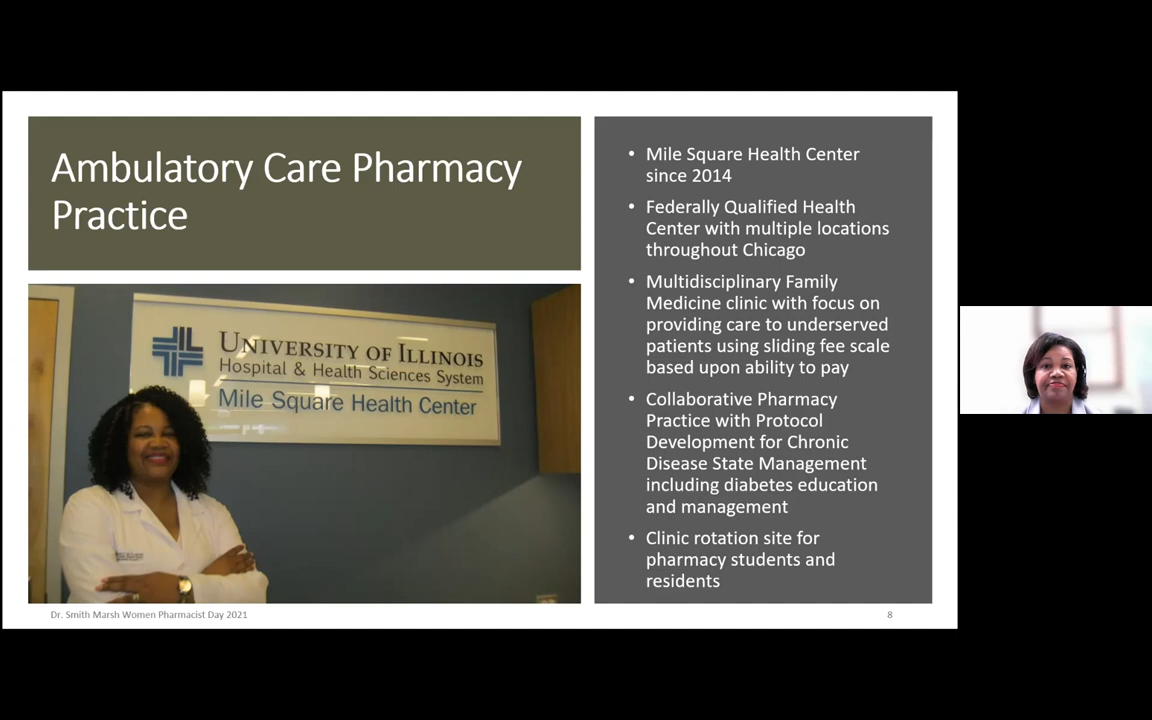 Ambulatory Care Pharmacy
Practice
UNIVERSITY OF ILLINOIS
Hospital & Health Sciences System
Mile Square Health Center
• Mile Square Health Center
since 2014
• Federally Qualified Health
Center with multiple locations
throughout Chicago
• Multidisciplinary Family
Medicine clinic with focus on
providing care to underserved
patients using sliding fee scale
based upon ability to pay
• Collaborative Pharmacy
Practice with Protocol
Development for Chronic
Disease State Management
including diabetes education
and management
• Clinic rotation site for
pharmacy students and
residents
Dr. Smith Marsh Women Pharmacist Day 2021
8